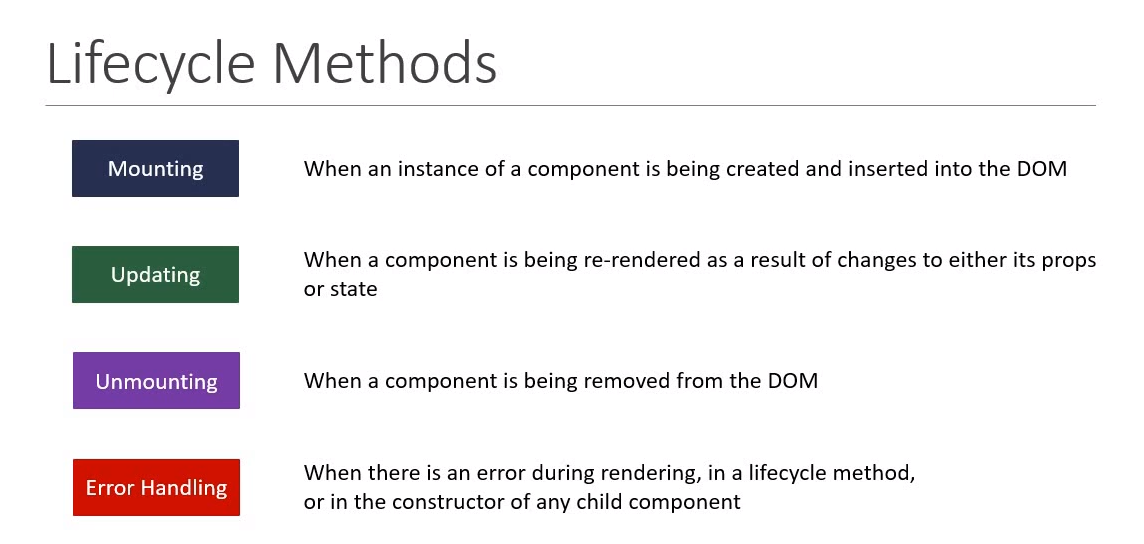 Lifecycle Methods
Mounting
When an instance of a component is being created and inserted into the DOM
Updating
When a component is being re-rendered as a result of changes to either its props
or state
Unmounting
When a component is being removed from the DOM
Error Handling
When there is an error during rendering, in a lifecycle method,
or in the constructor of any child component